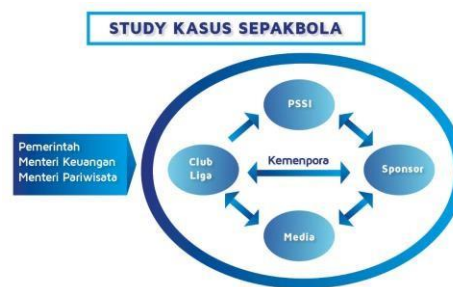 STUDY KASUS SEPAKBOLA
PSSI
Pemerintah
Menteri Keuangan
Menteri Pariwisata
Club
Liga
Kemenpora
Sponsor
Media